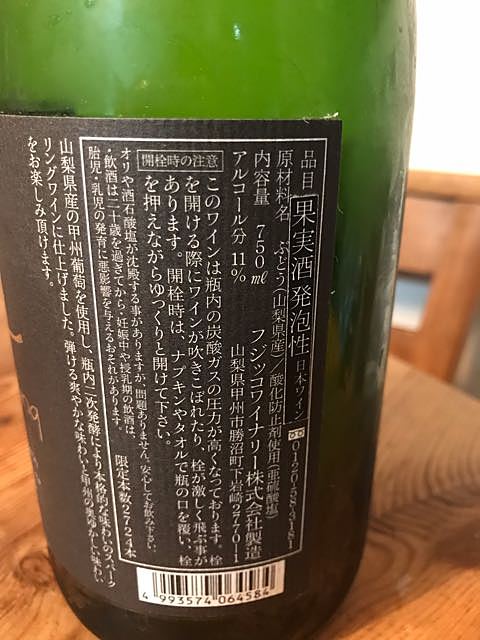 品目 果実酒 発泡性 日本ワイン
原材料名 ぶどう(山梨県産)/酸化防止剤使用(亜硫酸塩)
内容量 750㎖ フジッコワイナリー株式会社製造
アルコール分 11% 山梨県甲州市勝沼町下岩崎2770-1
開栓時の注意
このワインは瓶内の炭酸ガスの圧力が高くなっております。栓
を開ける際にワインが吹きこぼれたり、栓が激しく飛ぶ事が
あります。開栓時は、ナプキンやタオルで瓶の口を覆い、栓
を押えながらゆっくりと開けて下さい。
オリや酒石酸塩が沈殿する事がありますが、問題ありません。安心してお飲み下さい。
・飲酒は二十歳を過ぎてから。妊娠中や授乳期の飲酒は、
胎児・乳児の発育に悪影響を与えるおそれがあります。
限定本数2724本
山梨県産の甲州葡萄を使用し、瓶内二次発酵により本格的な味わいのスパーク
リングワインに仕上げました。弾ける爽やかな味わいと甲州の奥ゆかしい味わい
をお楽しみ頂けます。
4 993574 064584